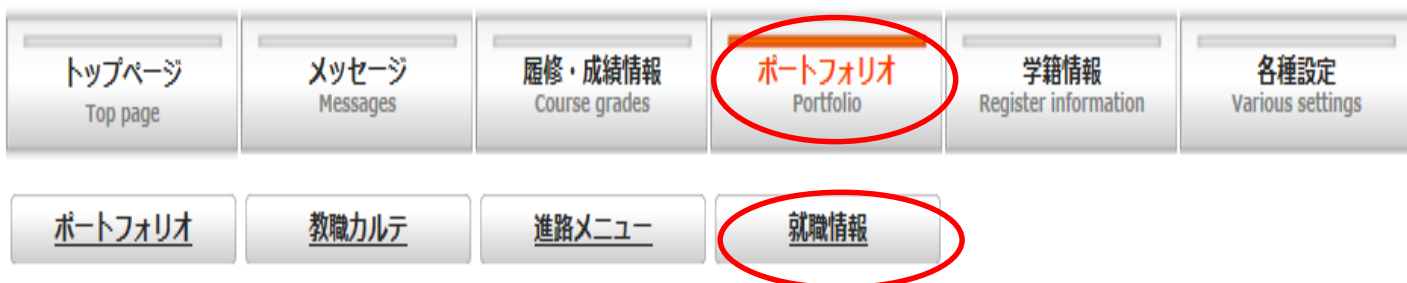 トップページ メッセージ 履修・成績情報 ポートフォリオ 学籍情報 各種設定
Top page Messages Course grades Portfolio Register information Various settings
ポートフォリオ 教職カルテ 進路メニュー 就職情報